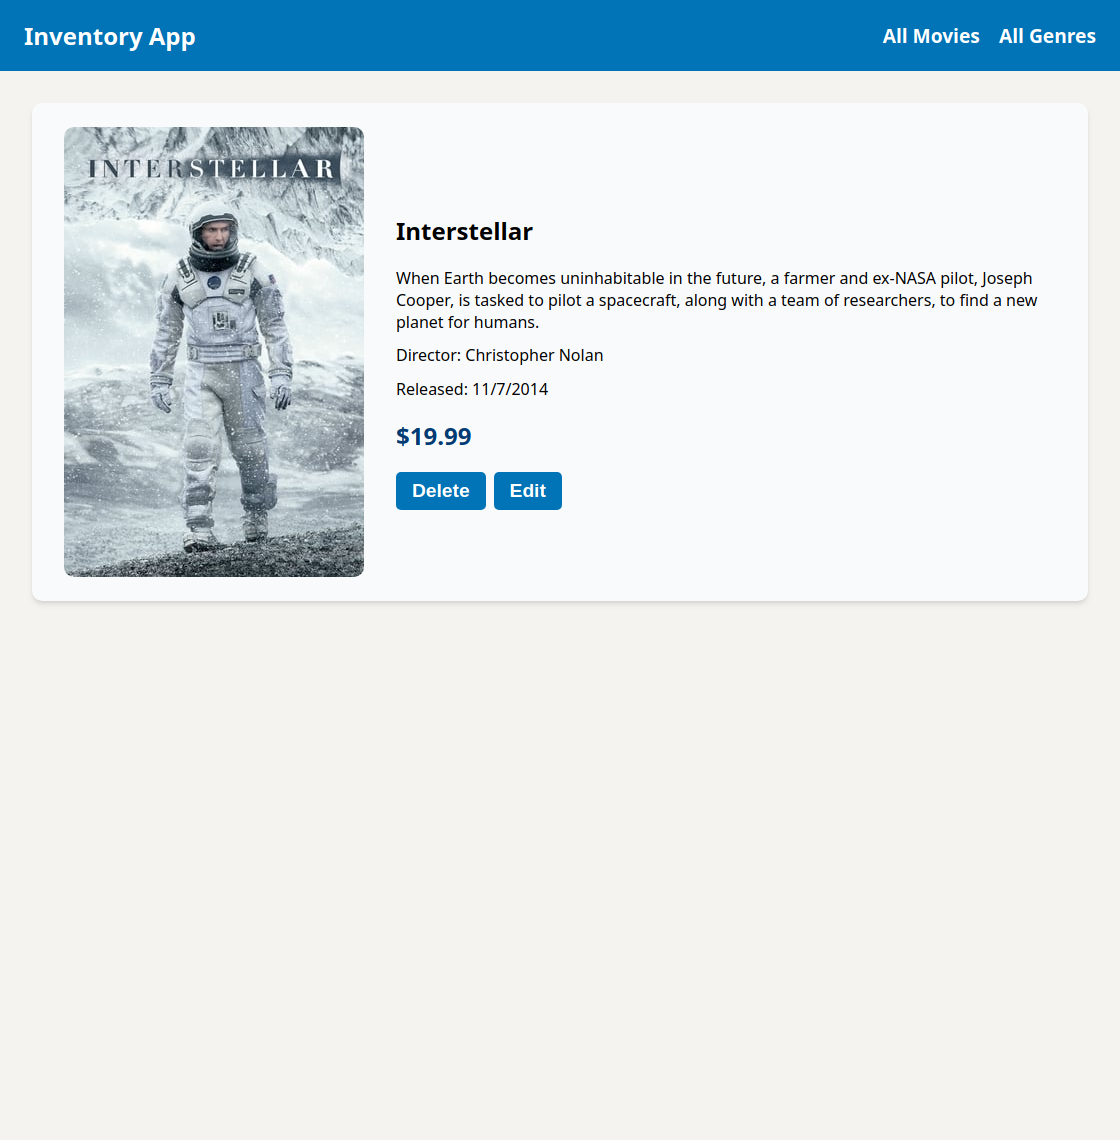 Inventory App
All Movies
All Genres
INTERSTELLAR
Interstellar
When Earth becomes uninhabitable in the future, a farmer and ex-NASA pilot, Joseph
Cooper, is tasked to pilot a spacecraft, along with a team of researchers, to find a new
planet for humans.
Director: Christopher Nolan
Released: 11/7/2014
$19.99
Delete
Edit